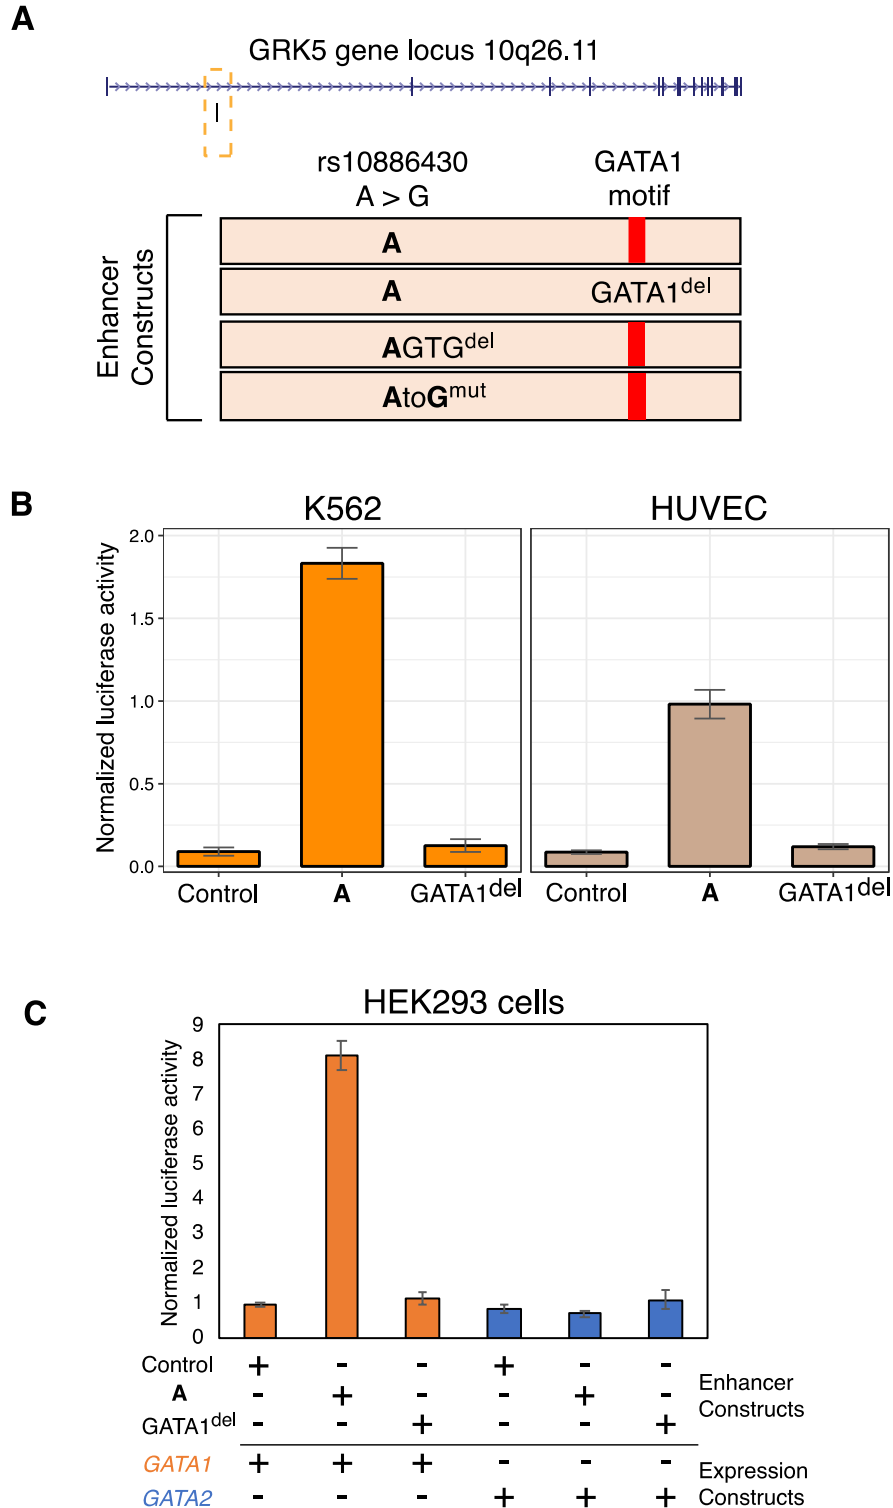 A
GRK5 gene locus 10q26.11
rs10886430
A > G
GATA1
motif
Enhancer
Constructs
A
A GATA1del
AGTGdel
AtoGmut
B
K562 HUVEC
Normalized luciferase activity
2.0
1.5
1.0
0.5
0.0
Control A GATA1del Control A GATA1del
C
HEK293 cells
Normalized luciferase activity
9
8
7
6
5
4
3
2
1
0
Control + - - + - -
A - + - - + -
GATA1del - - + - - +
Enhancer
Constructs
GATA1 + + + - - -
GATA2 - - - + + +
Expression
Constructs